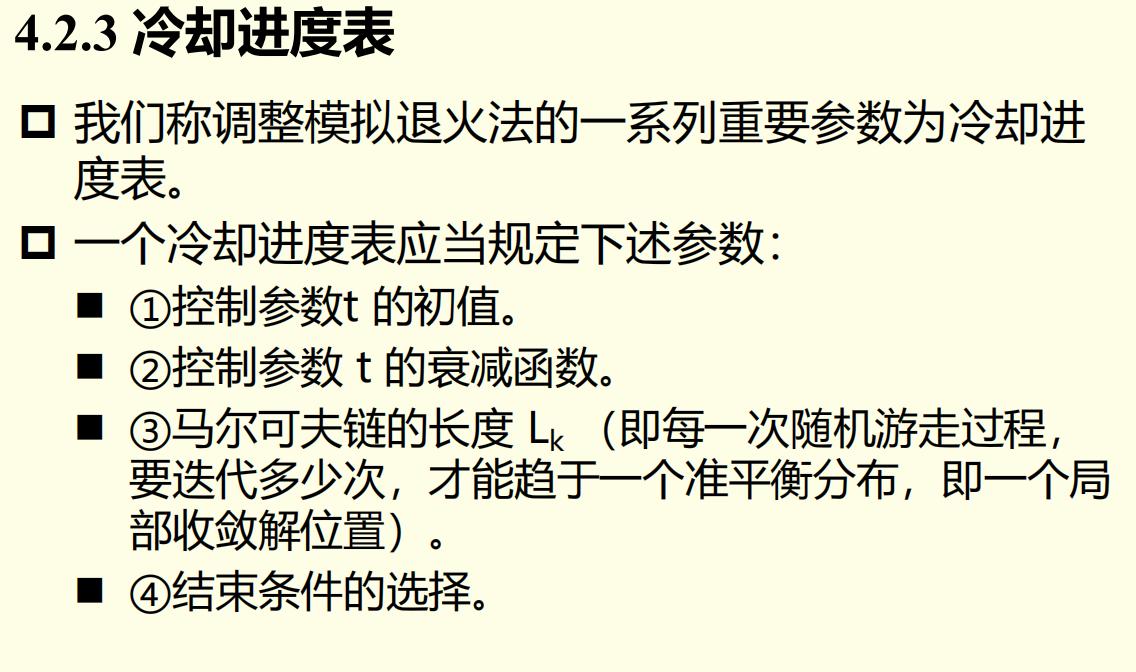 4.2.3 冷却进度表
我们称调整模拟退火法的一系列重要参数为冷却进
度表。
一个冷却进度表应当规定下述参数：
①控制参数t 的初值。
②控制参数 t 的衰减函数。
③马尔可夫链的长度 Lk （即每一次随机游走过程，
要迭代多少次，才能趋于一个准平衡分布，即一个局
部收敛解位置）。
④结束条件的选择。